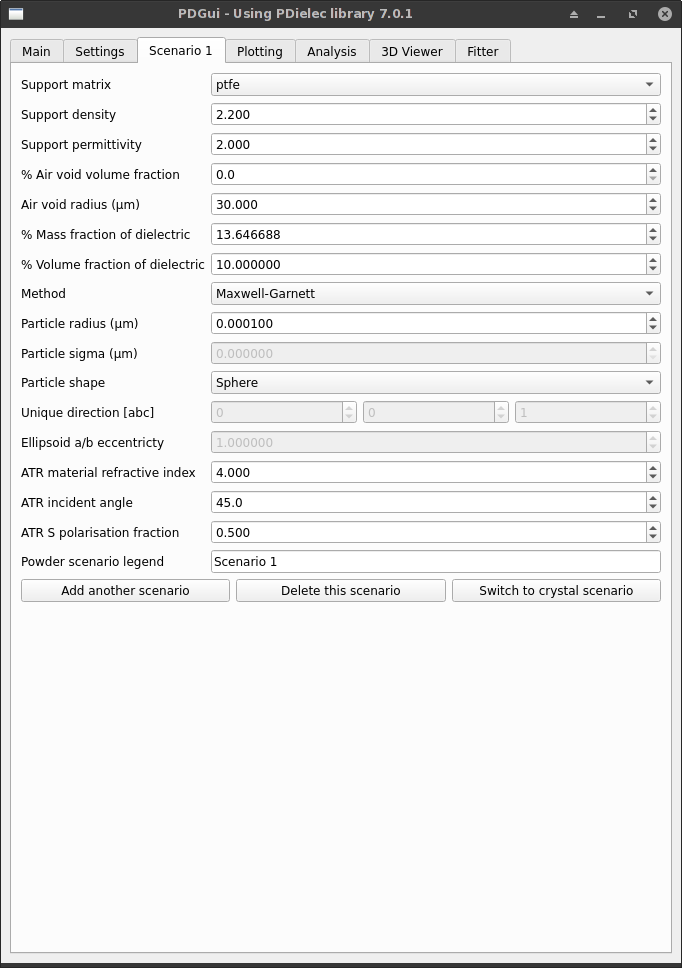 PDGui - Using PDielec library 7.0.1
Main Settings Scenario 1 Plotting Analysis 3D Viewer Fitter
Support matrix ptfe
Support density 2.200
Support permittivity 2.000
% Air void volume fraction 0.0
Air void radius (μm) 30.000
% Mass fraction of dielectric 13.646688
% Volume fraction of dielectric 10.000000
Method Maxwell-Garnett
Particle radius (μm) 0.000100
Particle sigma (μm) 0.000000
Particle shape Sphere
Unique direction [abc] 0 0 1
Ellipsoid a/b eccentricty 1.000000
ATR material refractive index 4.000
ATR incident angle 45.0
ATR S polarisation fraction 0.500
Powder scenario legend Scenario 1
Add another scenario Delete this scenario Switch to crystal scenario